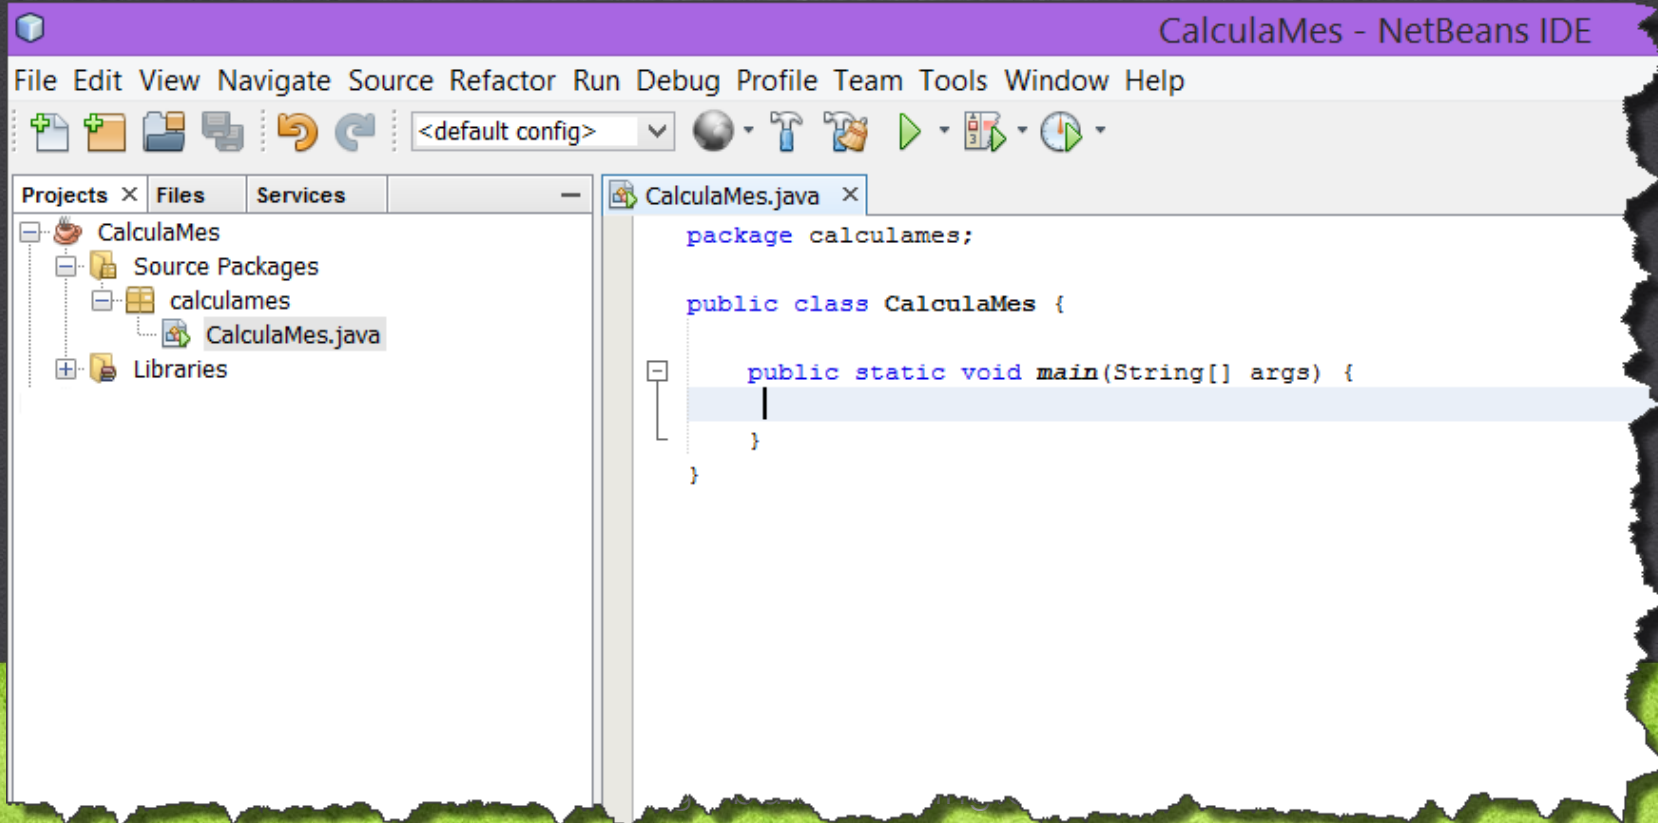 CalculaMes - NetBeans IDE
File Edit View Navigate Source Refactor Run Debug Profile Team Tools Window Help
<default config>
Projects Files Services
CalculaMes
Source Packages
calculames
CalculaMes.java
Libraries
CalculaMes.java
package calculames;
public class CalculaMes {
public static void main(String[] args) {
}
}